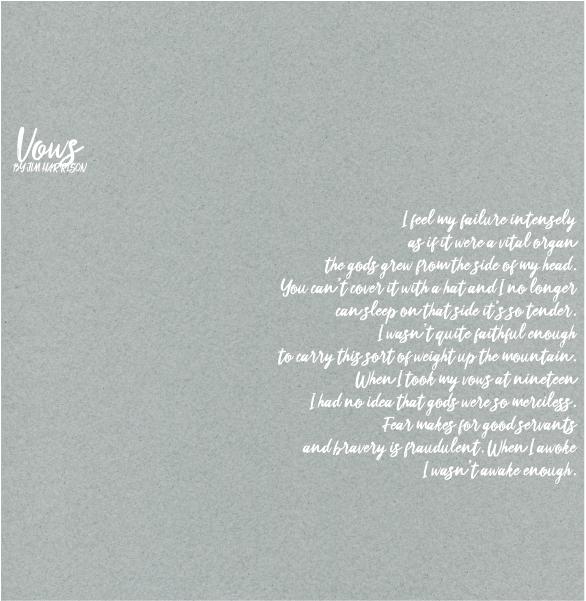 Vows
BY JIM HARRISON
I feel my failure intensely
as if it were a vital organ
the gods grew from the side of my head.
You can't cover it with a hat and I no longer
can sleep on that side it's so tender.
I wasn't quite faithful enough
to carry this sort of weight up the mountain.
When I took my vows at nineteen
I had no idea that gods were so merciless.
Fear makes for good servants
and bravery is fraudulent. When I awoke
I wasn't awake enough.